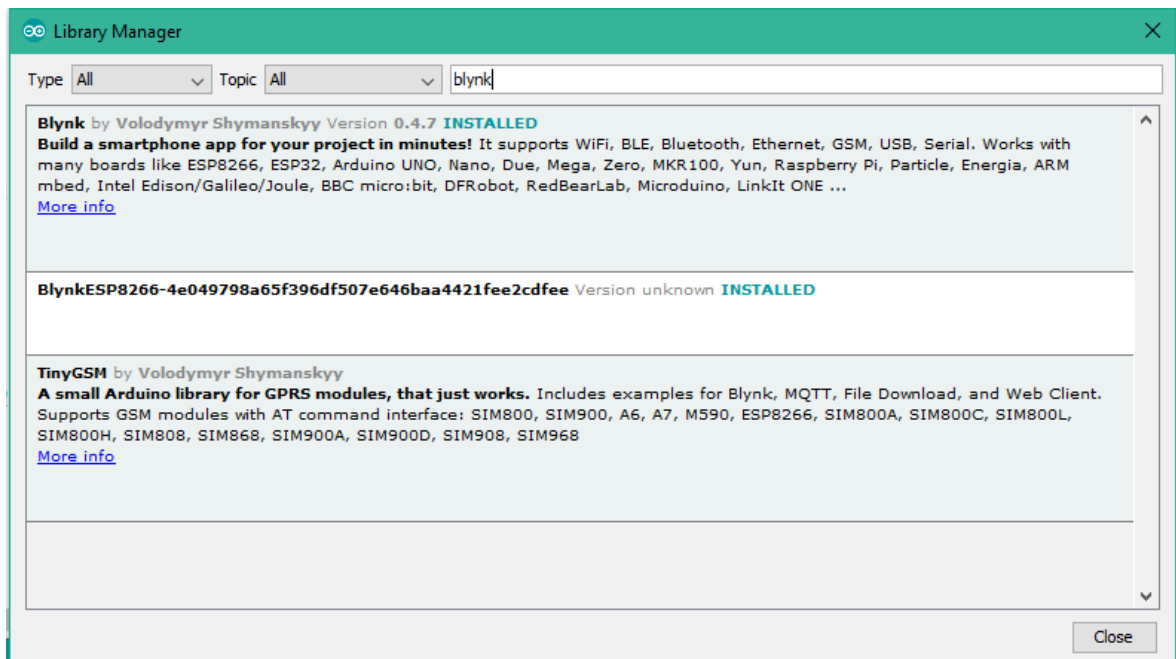 Library Manager
Type All Topic All blynk
Blynk by Volodymyr Shymanskyy Version 0.4.7 INSTALLED
Build a smartphone app for your project in minutes! It supports WiFi, BLE, Bluetooth, Ethernet, GSM, USB, Serial. Works with
many boards like ESP8266, ESP32, Arduino UNO, Nano, Due, Mega, Zero, MKR100, Yun, Raspberry Pi, Particle, Energia, ARM
mbed, Intel Edison/Galileo/Joule, BBC micro:bit, DFRobot, RedBearLab, Microduino, LinkIt ONE ...
More info
BlynkESP8266-4e049798a65f396df507e646baa4421fee2cdfee Version unknown INSTALLED
TinyGSM by Volodymyr Shymanskyy
A small Arduino library for GPRS modules, that just works. Includes examples for Blynk, MQTT, File Download, and Web Client.
Supports GSM modules with AT command interface: SIM800, SIM900, A6, A7, M590, ESP8266, SIM800A, SIM800C, SIM800L,
SIM800H, SIM808, SIM868, SIM900A, SIM900D, SIM908, SIM968
More info
Close